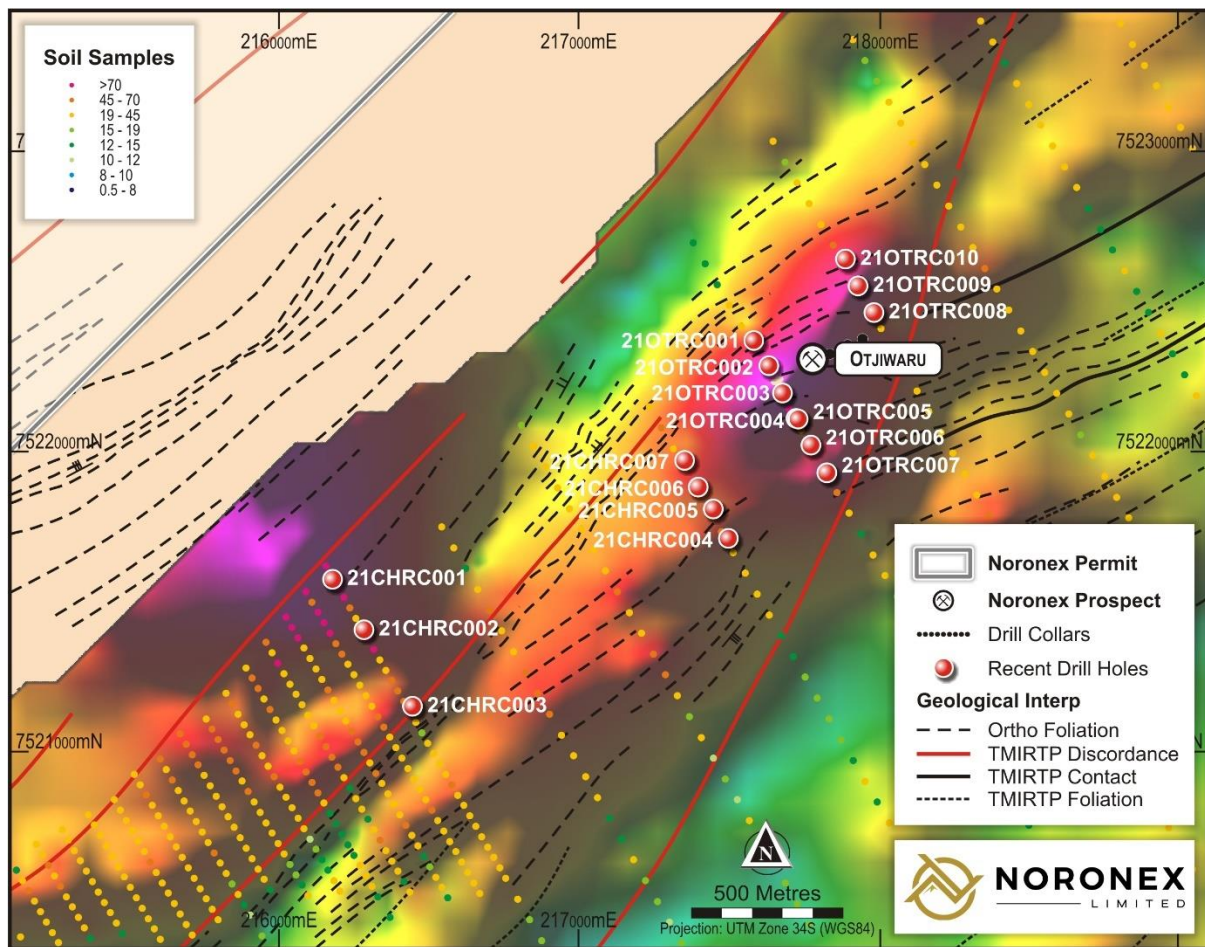 216000mE
217000mE
218000mE
Soil Samples
>70
45 - 70
19 - 45
15 - 19
12 - 15
10 - 12
8 - 10
0.5 - 8
7523000mN
21OTRC010
21OTRC009
21OTRC008
21OTRC001
OTJIWARU
21OTRC002
21OTRC003
21OTRC004
21OTRC005
7522000mN
7522000mN
21OTRC006
21CHRC007
21OTRC007
21CHRC006
21CHRC005
21CHRC004
21CHRC001
21CHRC002
21CHRC003
7521000mN
Noronex Permit
Noronex Prospect
Drill Collars
Recent Drill Holes
Geological Interp
Ortho Foliation
TMIRTP Discordance
TMIRTP Contact
TMIRTP Foliation
N
500 Metres
Projection: UTM Zone 34S (WGS84)
216000mE
217000mE
NORONEX
LIMITED